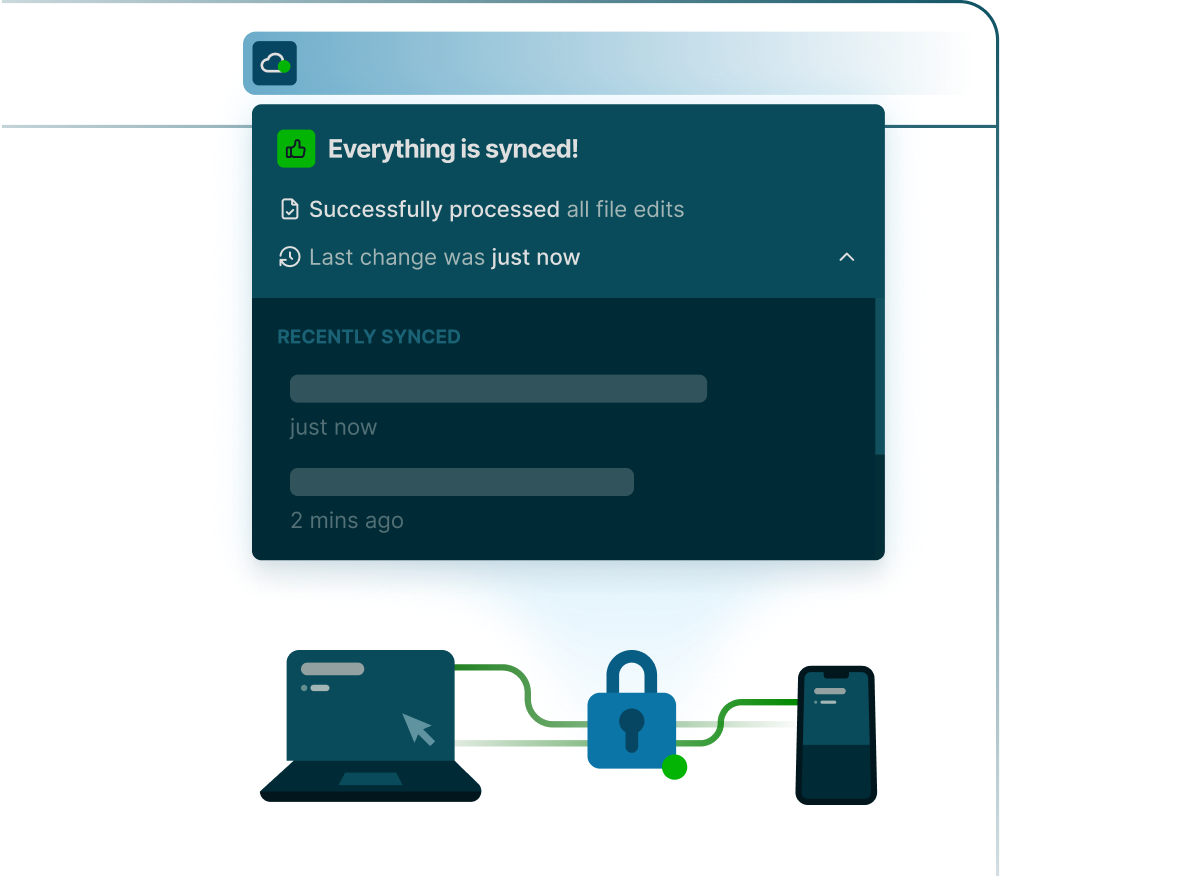 Everything is synced!
Successfully processed all file edits
Last change was just now
RECENTLY SYNCED
just now
2 mins ago